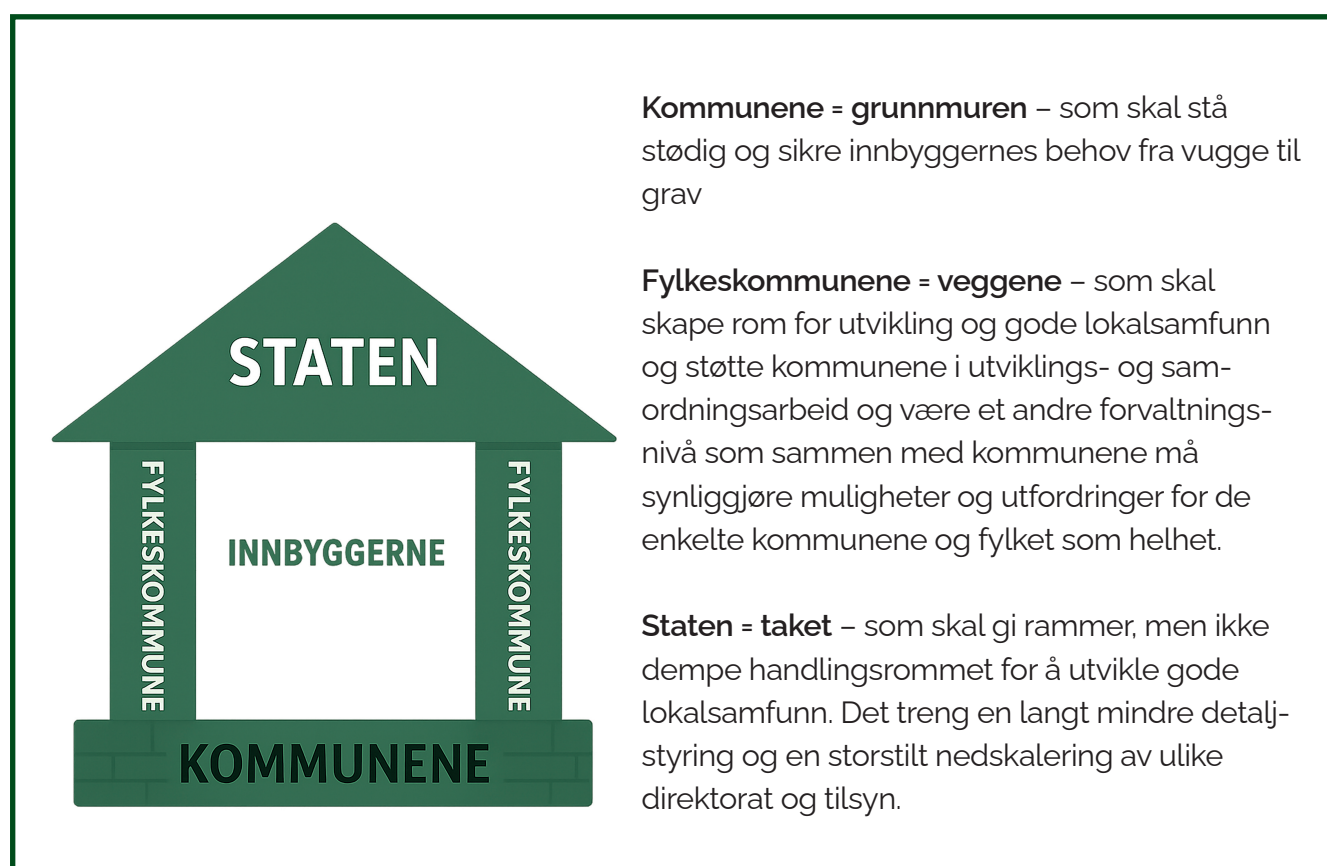 STATEN
FYLKESKOMMUNE
INNBYGGERNE
FYLKESKOMMUNE
KOMMUNENE
Kommunene = grunnmuren – som skal stå
stødig og sikre innbyggernes behov fra vugge til
grav
Fylkeskommunene = veggene – som skal
skape rom for utvikling og gode lokalsamfunn
og støtte kommunene i utviklings- og sam-
ordningsarbeid og være et andre forvaltnings-
nivå som sammen med kommunene må
synliggjøre muligheter og utfordringer for de
enkelte kommunene og fylket som helhet.
Staten = taket – som skal gi rammer, men ikke
dempe handlingsrommet for å utvikle gode
lokalsamfunn. Det treng en langt mindre detalj-
styring og en storstilt nedskalering av ulike
direktorat og tilsyn.